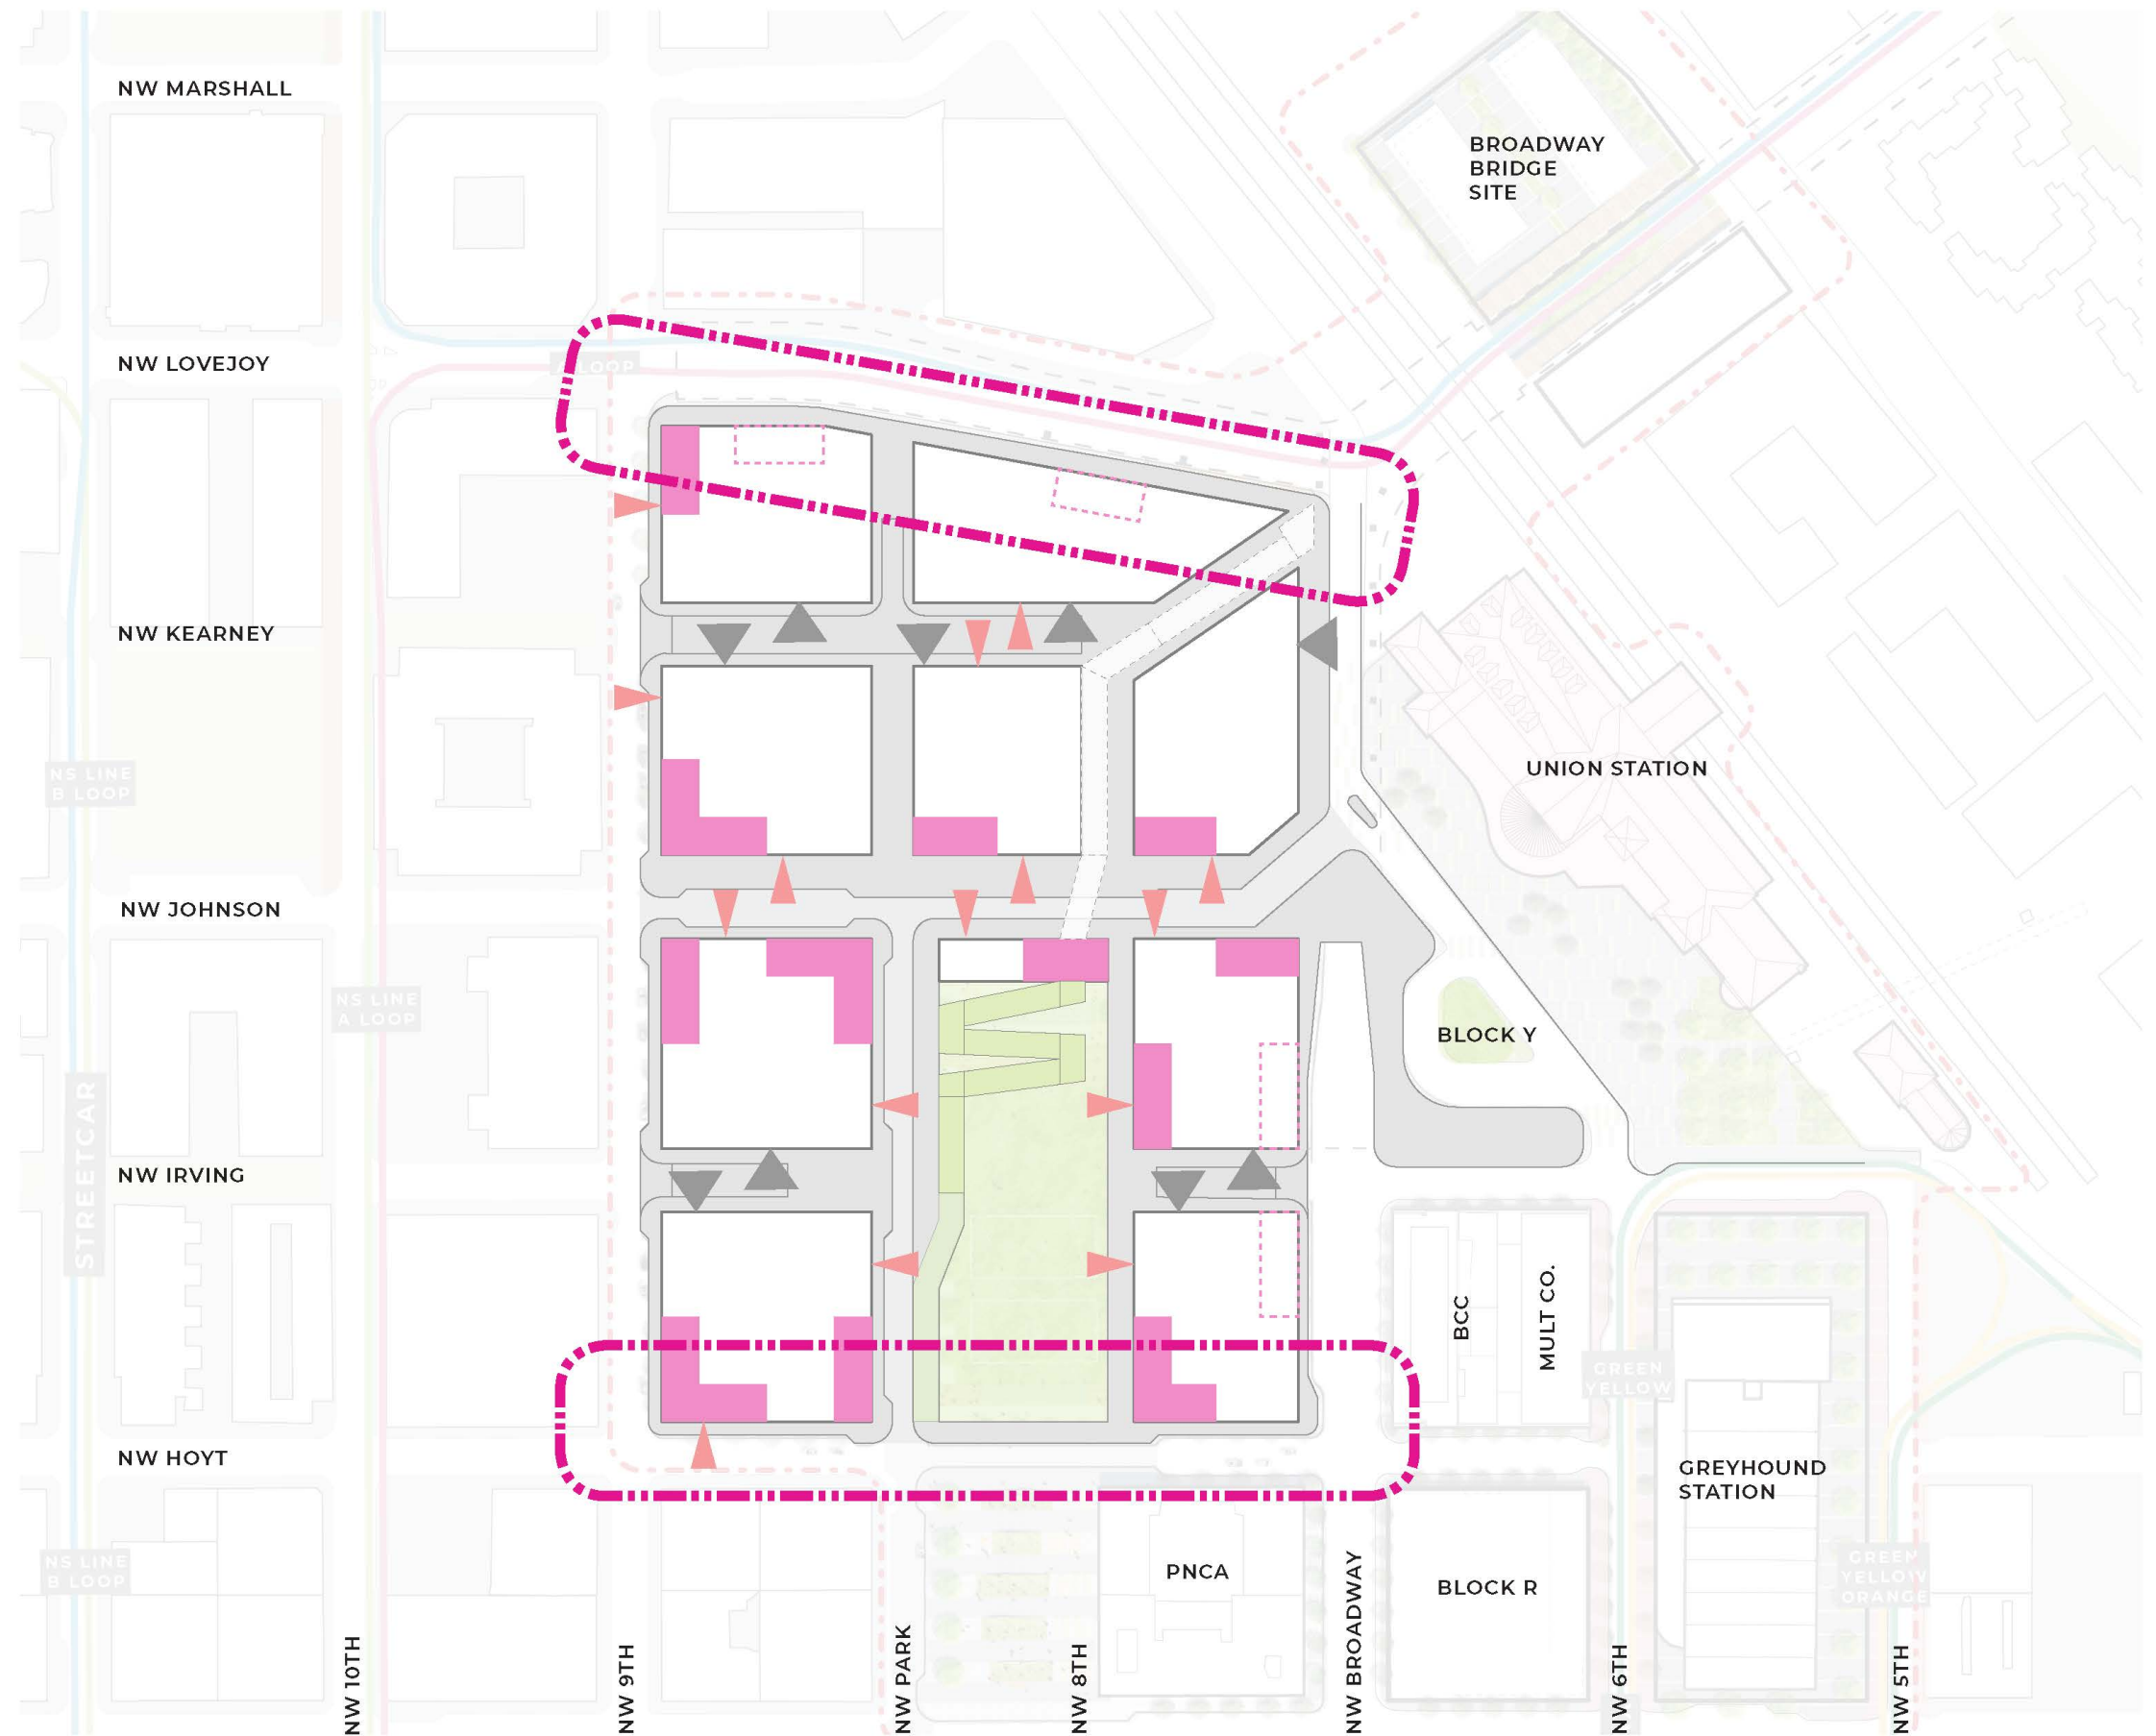 NW MARSHALL
BROADWAY
BRIDGE
SITE
NW LOVEJOY
LOOP
NW KEARNEY
NS LINE
B LOOP
UNION STATION
NW JOHNSON
NS LINE
A LOOP
BLOCK Y
STREETCAR
NW IRVING
BCC
MULT CO.
GREEN
YELLOW
NW HOYT
GREYHOUND
STATION
NS LINE
B LOOP
PNCA
BLOCK R
GREEN
YELLOW
ORANGE
NW 10TH
NW 9TH
NW PARK
NW 8TH
NW BROADWAY
NW 6TH
NW 5TH